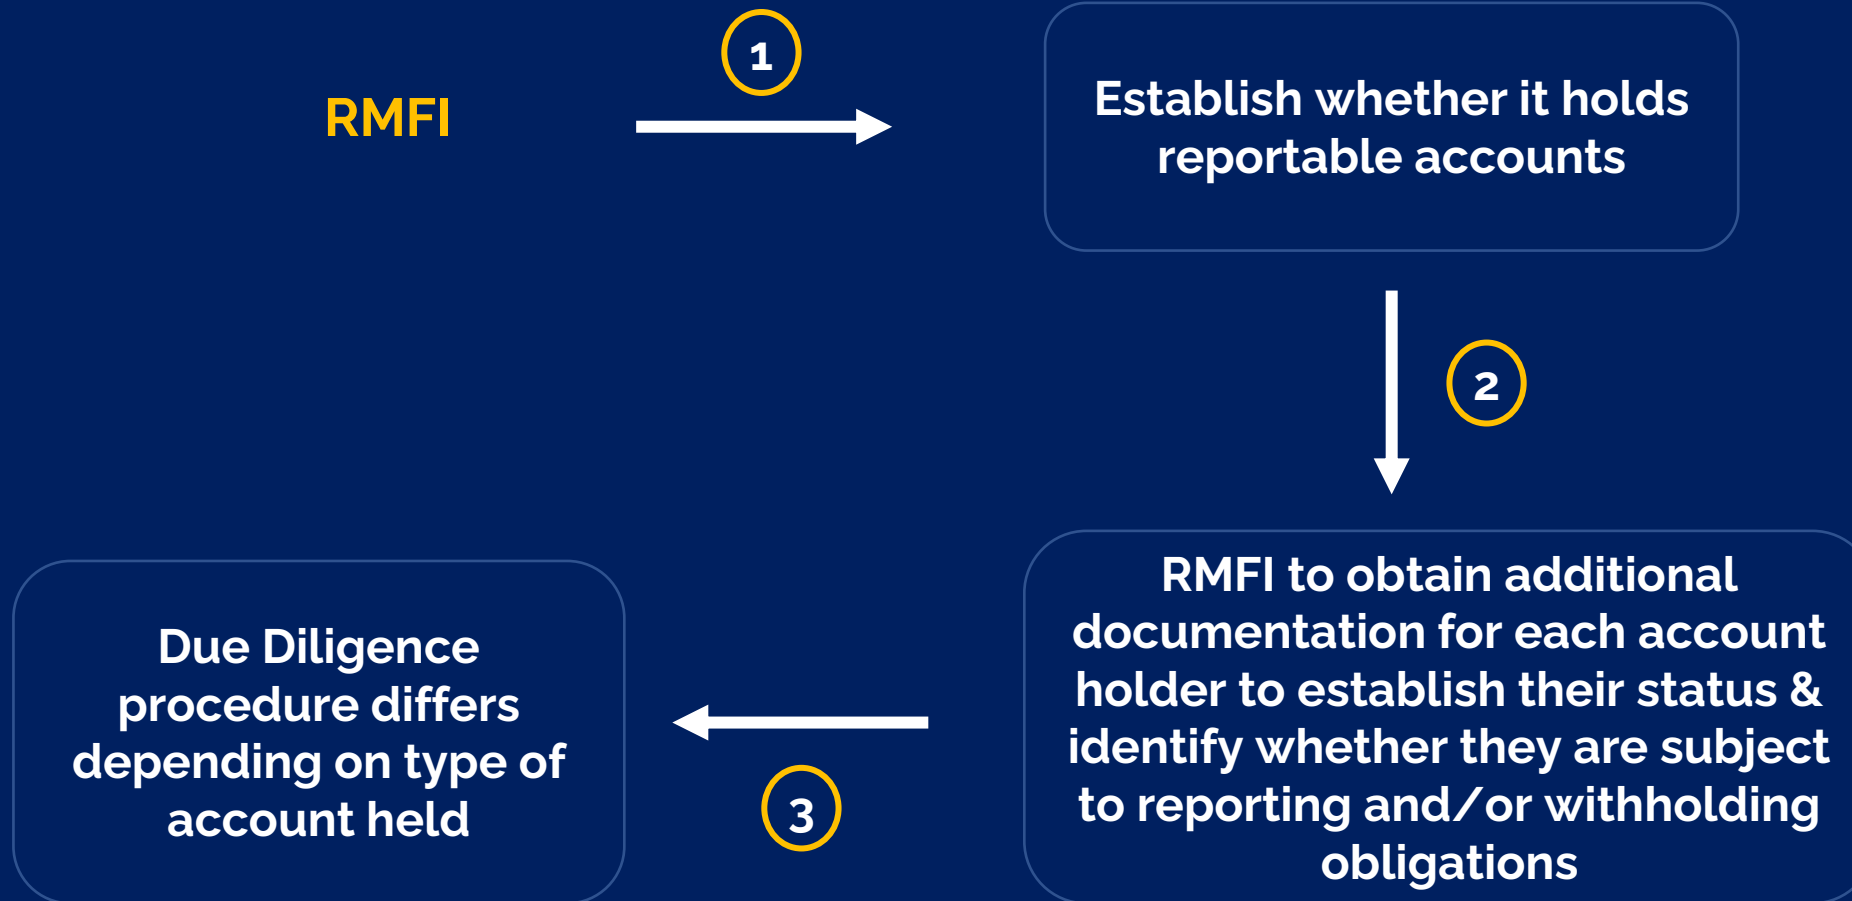 RMFI
1
Establish whether it holds
reportable accounts
2
RMFI to obtain additional
documentation for each account
holder to establish their status &
identify whether they are subject
to reporting and/or withholding
obligations
3
Due Diligence
procedure differs
depending on type of
account held